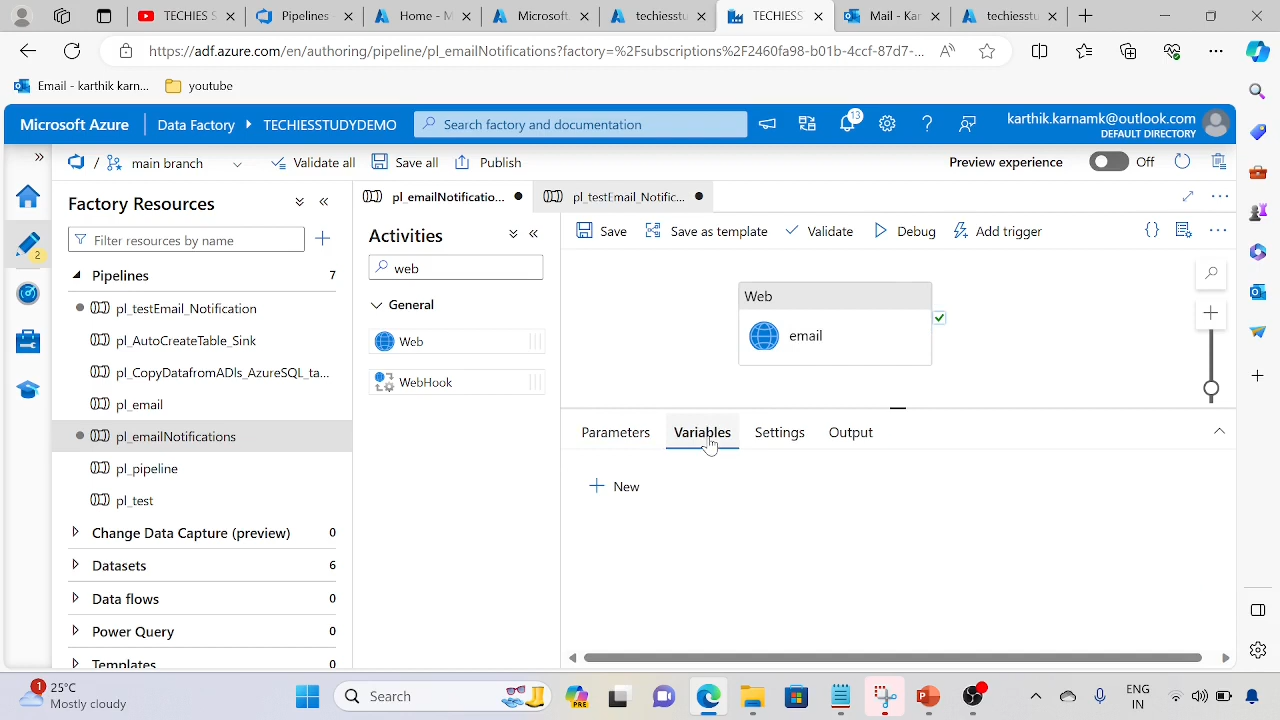 TECHIES S
Pipelines
Home - M
Microsoft.
techiesstu
TECHIESS
Mail - Kar
techiesstu
https://adf.azure.com/en/authoring/pipeline/pl_emailNotifications?factory=%2Fsubscriptions%2F2460fa98-b01b-4ccf-87d7-...
Email - karthik karn...
youtube
Microsoft Azure
Data Factory
TECHIESSTUDYDEMO
Search factory and documentation
13
karthik.karnamk@outlook.com
DEFAULT DIRECTORY
/ main branch
Validate all
Save all
Publish
Preview experience
Off
2
Factory Resources
Filter resources by name
Pipelines 7
pl_testEmail_Notification
pl_AutoCreateTable_Sink
pl_CopyDatafromADls_AzureSQL_ta...
pl_email
pl_emailNotifications
pl_pipeline
pl_test
Change Data Capture (preview) 0
Datasets 6
Data flows 0
Power Query 0
Templates 0
pl_emailNotificatio...
pl_testEmail_Notific...
Activities
web
General
Web
WebHook
Save
Save as template
Validate
Debug
Add trigger
Web
email
Parameters
Variables
Settings
Output
New
1
25°C
Mostly cloudy
Search
PRE
ENG
IN